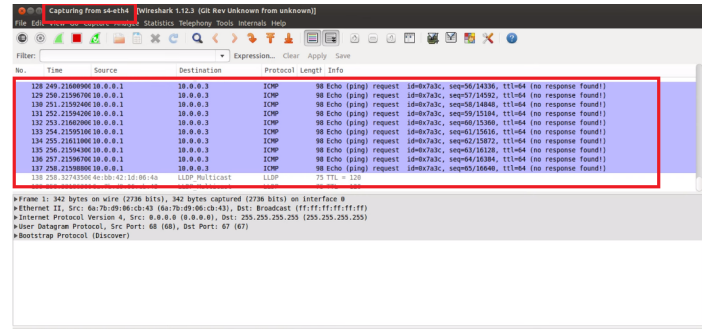 Capturing from s4-eth4 [Wireshark 1.12.3 (Git Rev Unknown from unknown)]
File Edit View Go Capture Analyze Statistics Telephony Tools Internals Help
Filter: Expression... Clear Apply Save
No. Time Source Destination Protocol Length Info
128 249.216009000 10.0.0.1 10.0.0.3 ICMP 98 Echo (ping) request id=0x7a3c, seq=56/14336, ttl=64 (no response found!)
129 250.215967000 10.0.0.1 10.0.0.3 ICMP 98 Echo (ping) request id=0x7a3c, seq=57/14592, ttl=64 (no response found!)
130 251.215924000 10.0.0.1 10.0.0.3 ICMP 98 Echo (ping) request id=0x7a3c, seq=58/14848, ttl=64 (no response found!)
131 252.215942000 10.0.0.1 10.0.0.3 ICMP 98 Echo (ping) request id=0x7a3c, seq=59/15104, ttl=64 (no response found!)
132 253.216020000 10.0.0.1 10.0.0.3 ICMP 98 Echo (ping) request id=0x7a3c, seq=60/15360, ttl=64 (no response found!)
133 254.215951000 10.0.0.1 10.0.0.3 ICMP 98 Echo (ping) request id=0x7a3c, seq=61/15616, ttl=64 (no response found!)
134 255.216110000 10.0.0.1 10.0.0.3 ICMP 98 Echo (ping) request id=0x7a3c, seq=62/15872, ttl=64 (no response found!)
135 256.215943000 10.0.0.1 10.0.0.3 ICMP 98 Echo (ping) request id=0x7a3c, seq=63/16128, ttl=64 (no response found!)
136 257.215967000 10.0.0.1 10.0.0.3 ICMP 98 Echo (ping) request id=0x7a3c, seq=64/16384, ttl=64 (no response found!)
137 258.215908000 10.0.0.1 10.0.0.3 ICMP 98 Echo (ping) request id=0x7a3c, seq=65/16640, ttl=64 (no response found!)
138 258.32743500 4e:bb:42:1d:06:4a LLDP_Multicast LLDP 75 TTL = 120
Frame 1: 342 bytes on wire (2736 bits), 342 bytes captured (2736 bits) on interface 0
Ethernet II, Src: 6a:7b:d9:06:cb:43 (6a:7b:d9:06:cb:43), Dst: Broadcast (ff:ff:ff:ff:ff:ff)
Internet Protocol Version 4, Src: 0.0.0.0 (0.0.0.0), Dst: 255.255.255.255 (255.255.255.255)
User Datagram Protocol, Src Port: 68 (68), Dst Port: 67 (67)
Bootstrap Protocol (Discover)